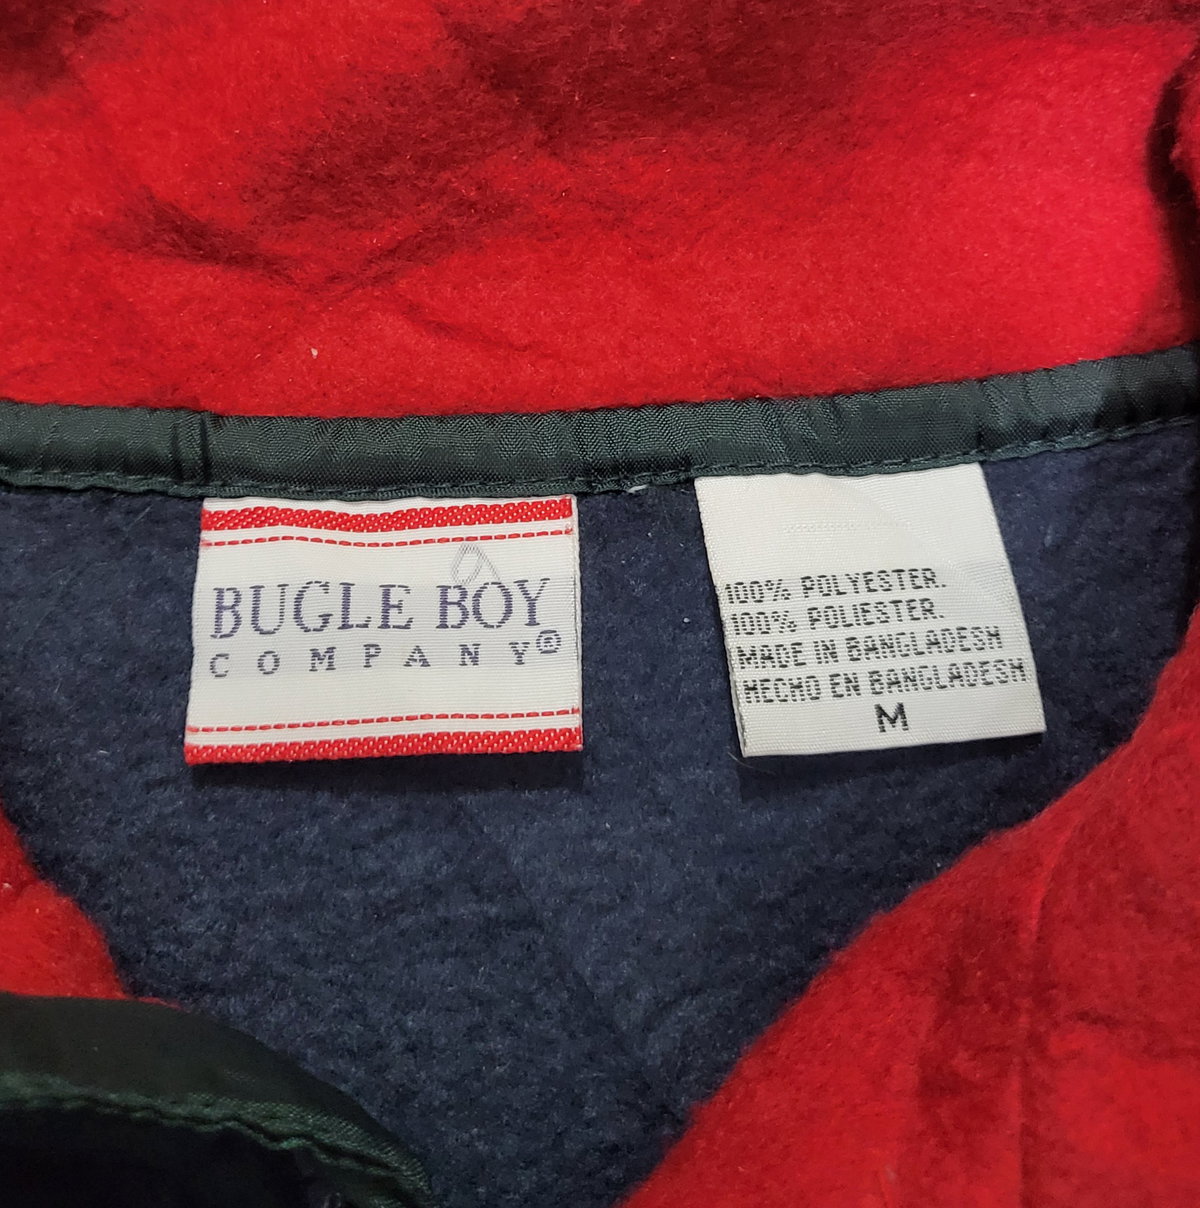 BUGLE BOY
COMPANY®
100% POLYESTER.
100% POLIESTER.
MADE IN BANGLADESH
HECHO EN BANGLADESH
M